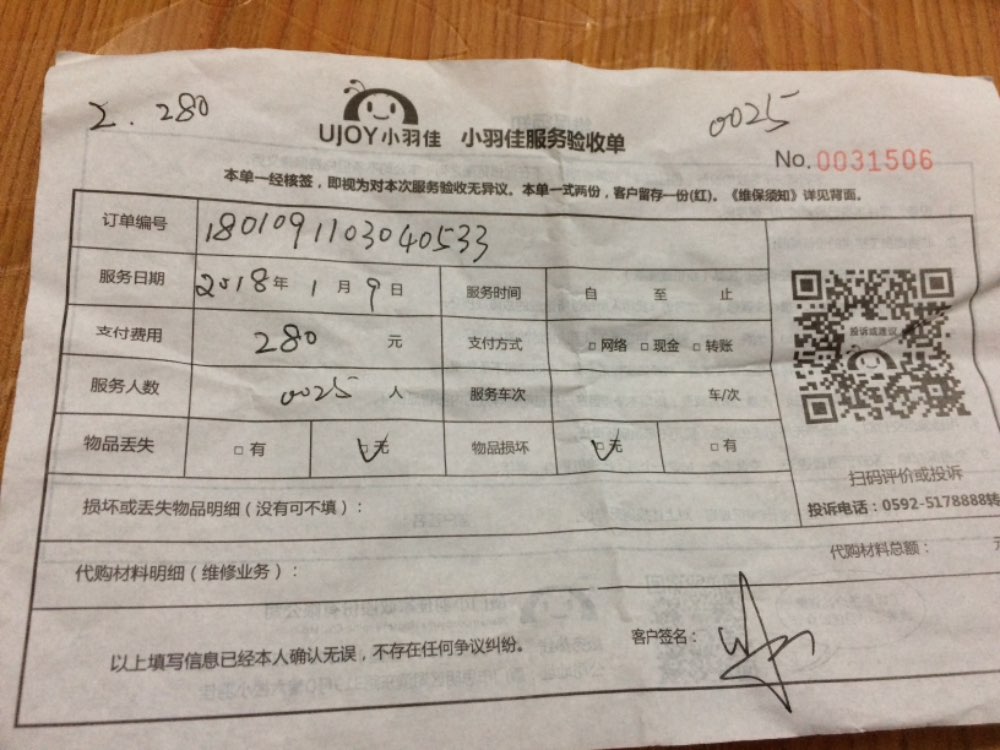 2. 280
UJOY小羽佳 小羽佳服务验收单
0025
No. 0031506
本单一经核签，即视为对本次服务验收无异议。本单一式两份，客户留存一份(红)。《维保须知》详见背面。
订单编号 1801091103040533
服务日期 2018年 1月 9日 服务时间 自 至 止
支付费用 280 元 支付方式 □网络 □现金 □转账
服务人数 0025 人 服务车次 车/次
物品丢失 □有 □无 物品损坏 □无 □有
投诉或建议
扫码评价或投诉
投诉电话：0592-5178888转
损坏或丢失物品明细（没有可不填）：
代购材料明细（维修业务）： 代购材料总额：
以上填写信息已经本人确认无误，不存在任何争议纠纷。 客户签名：